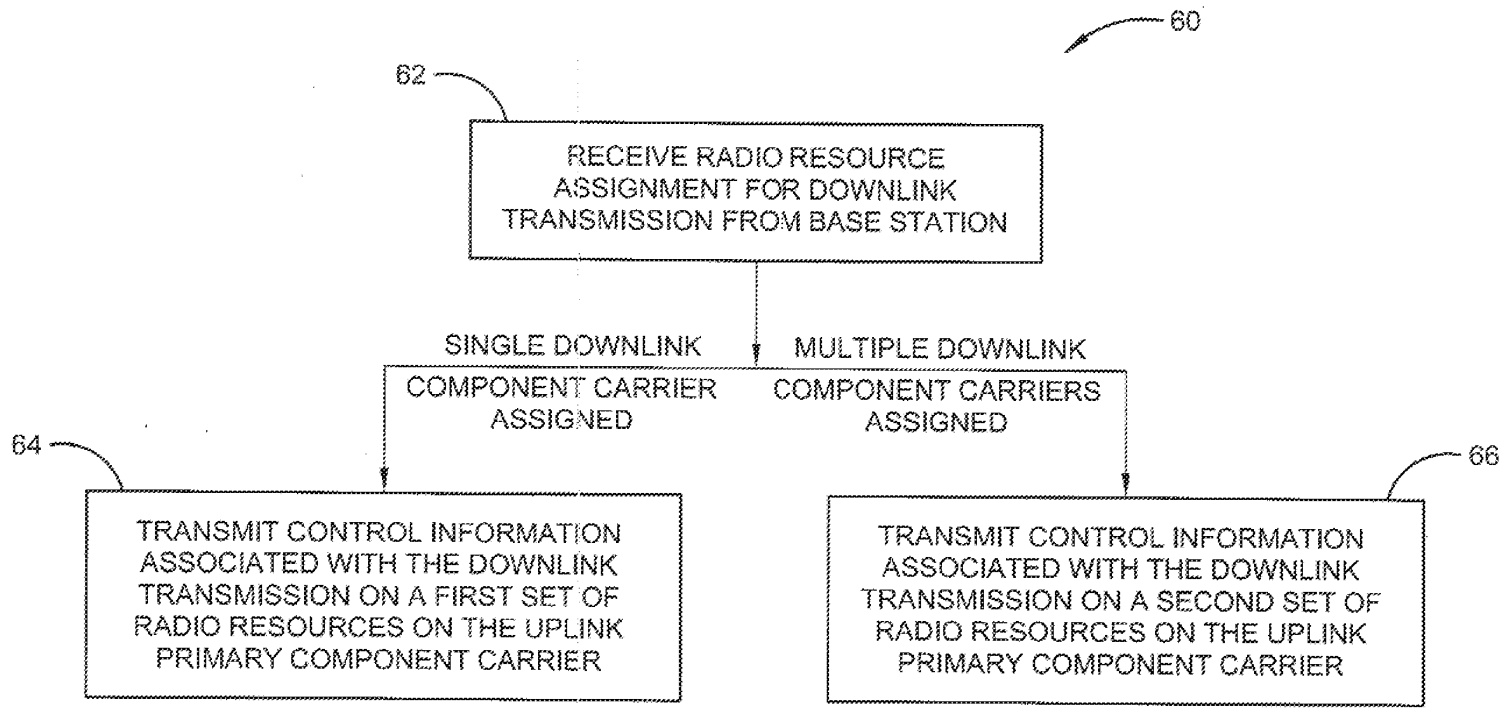 60
62
RECEIVE RADIO RESOURCE
ASSIGNMENT FOR DOWNLINK
TRANSMISSION FROM BASE STATION
SINGLE DOWNLINK
COMPONENT CARRIER
ASSIGNED
MULTIPLE DOWNLINK
COMPONENT CARRIERS
ASSIGNED
64
TRANSMIT CONTROL INFORMATION
ASSOCIATED WITH THE DOWNLINK
TRANSMISSION ON A FIRST SET OF
RADIO RESOURCES ON THE UPLINK
PRIMARY COMPONENT CARRIER
66
TRANSMIT CONTROL INFORMATION
ASSOCIATED WITH THE DOWNLINK
TRANSMISSION ON A SECOND SET OF
RADIO RESOURCES ON THE UPLINK
PRIMARY COMPONENT CARRIER